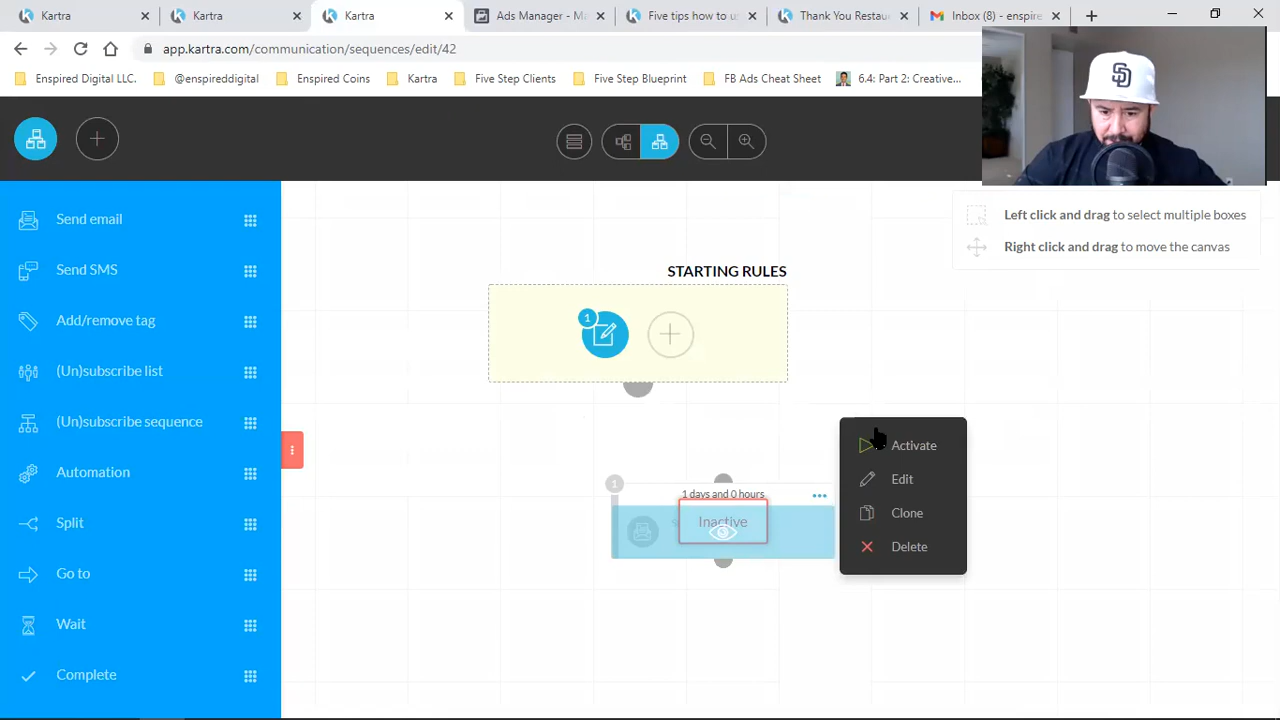 Kartra
Kartra
Kartra
Ads Manager - Ma
Five tips how to us
Thank You Restau
Inbox (8) - enspire
app.kartra.com/communication/sequences/edit/42
Enspired Digital LLC.
@enspireddigital
Enspired Coins
Kartra
Five Step Clients
Five Step Blueprint
FB Ads Cheat Sheet
6.4: Part 2: Creative...
SD
Send email
Send SMS
Add/remove tag
(Un)subscribe list
(Un)subscribe sequence
Automation
Split
Go to
Wait
Complete
Left click and drag to select multiple boxes
Right click and drag to move the canvas
STARTING RULES
1
1
1 days and 0 hours
Inactive
Activate
Edit
Clone
Delete